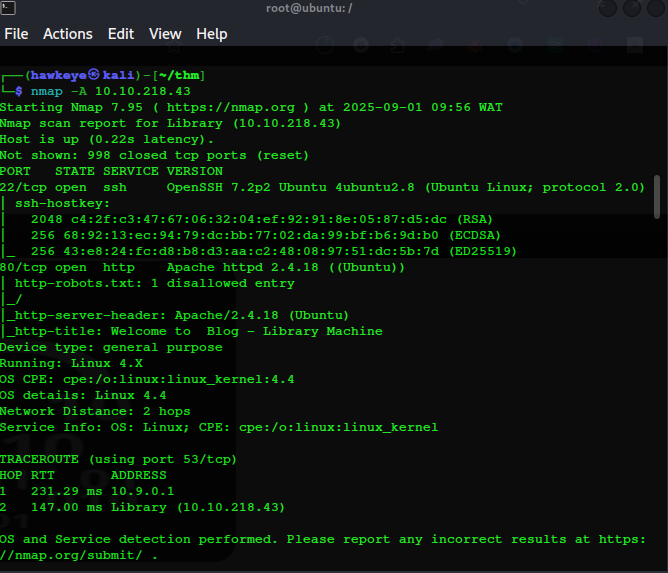 root@ubuntu: /
File Actions Edit View Help
┌──(hawkeye㉿kali)-[~/thm]
└─$ nmap -A 10.10.218.43
Starting Nmap 7.95 ( https://nmap.org ) at 2025-09-01 09:56 WAT
Nmap scan report for Library (10.10.218.43)
Host is up (0.22s latency).
Not shown: 998 closed tcp ports (reset)
PORT   STATE SERVICE VERSION
22/tcp open  ssh     OpenSSH 7.2p2 Ubuntu 4ubuntu2.8 (Ubuntu Linux; protocol 2.0)
| ssh-hostkey:
|   2048 c4:2f:c3:47:67:06:32:04:ef:92:91:8e:05:87:d5:dc (RSA)
|   256 68:92:13:ec:94:79:dc:bb:77:02:da:99:bf:b6:9d:b0 (ECDSA)
|_  256 43:e8:24:fc:d8:b8:d3:aa:c2:48:08:97:51:dc:5b:7d (ED25519)
80/tcp open  http    Apache httpd 2.4.18 ((Ubuntu))
| http-robots.txt: 1 disallowed entry
|_/
|_http-server-header: Apache/2.4.18 (Ubuntu)
|_http-title: Welcome to  Blog - Library Machine
Device type: general purpose
Running: Linux 4.X
OS CPE: cpe:/o:linux:linux_kernel:4.4
OS details: Linux 4.4
Network Distance: 2 hops
Service Info: OS: Linux; CPE: cpe:/o:linux:linux_kernel
TRACEROUTE (using port 53/tcp)
HOP RTT       ADDRESS
1   231.29 ms 10.9.0.1
2   147.00 ms Library (10.10.218.43)
OS and Service detection performed. Please report any incorrect results at https:
//nmap.org/submit/ .